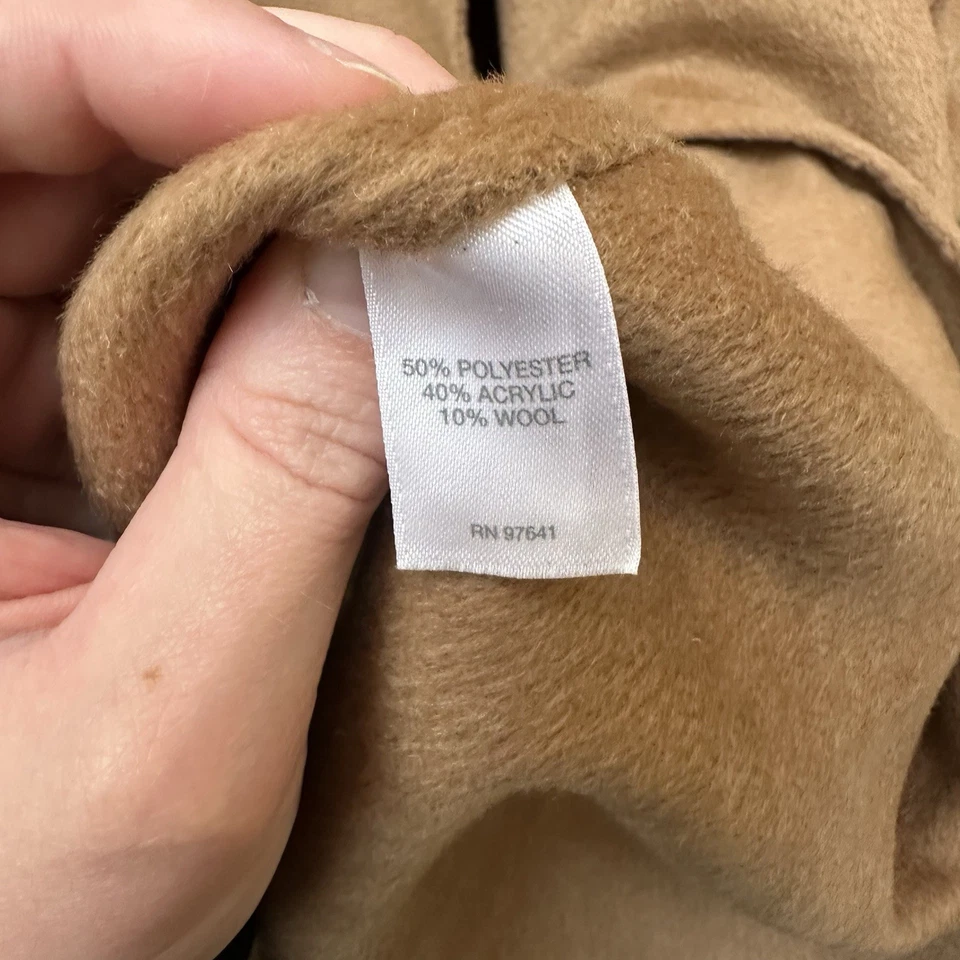 50% POLYESTER
40% ACRYLIC
10% WOOL
RN 97641